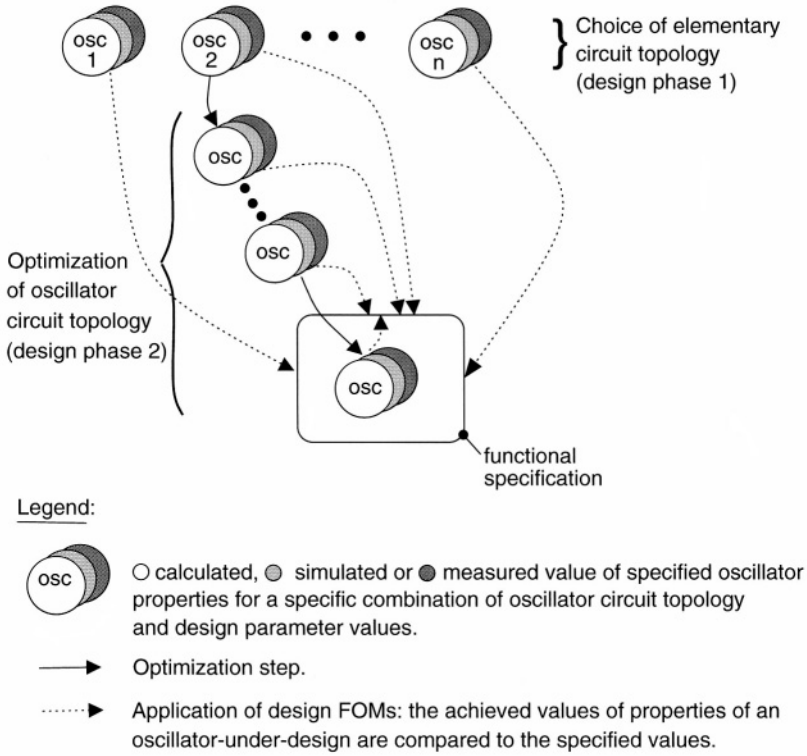 osc 1
osc 2
osc n
Choice of elementary
circuit topology
(design phase 1)
osc
osc
Optimization
of oscillator
circuit topology
(design phase 2)
osc
functional
specification
Legend:
osc
calculated, simulated or measured value of specified oscillator
properties for a specific combination of oscillator circuit topology
and design parameter values.
Optimization step.
Application of design FOMs: the achieved values of properties of an
oscillator-under-design are compared to the specified values.